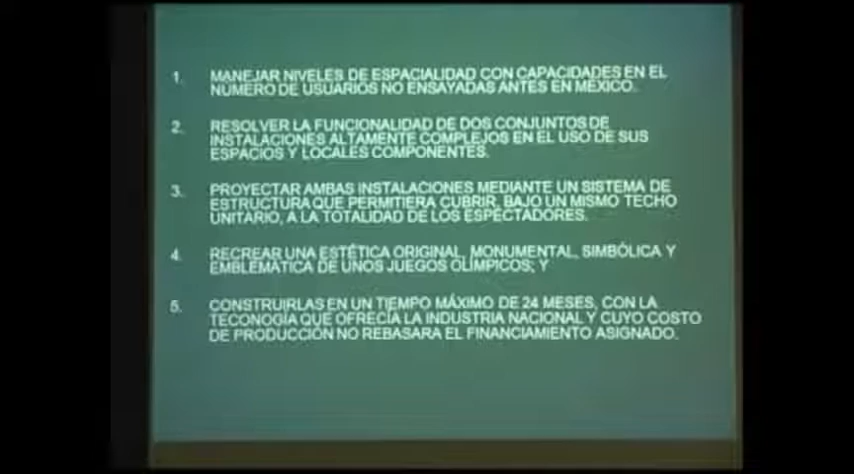 1. MANEJAR NIVELES DE ESPACIALIDAD CON CAPACIDADES EN EL
NÚMERO DE USUARIOS NO ENSAYADAS ANTES EN MÉXICO.
2. RESOLVER LA FUNCIONALIDAD DE DOS CONJUNTOS DE
INSTALACIONES ALTAMENTE COMPLEJOS EN EL USO DE SUS
ESPACIOS Y LOCALES COMPONENTES.
3. PROYECTAR AMBAS INSTALACIONES MEDIANTE UN SISTEMA DE
ESTRUCTURA QUE PERMITIERA CUBRIR, BAJO UN MISMO TECHO
UNITARIO, A LA TOTALIDAD DE LOS ESPECTADORES.
4. RECREAR UNA ESTÉTICA ORIGINAL, MONUMENTAL, SIMBÓLICA Y
EMBLEMÁTICA DE UNOS JUEGOS OLÍMPICOS; Y
5. CONSTRUIRLAS EN UN TIEMPO MÁXIMO DE 24 MESES, CON LA
TECONOGÍA QUE OFRECÍA LA INDUSTRIA NACIONAL Y CUYO COSTO
DE PRODUCCIÓN NO REBASARA EL FINANCIAMIENTO ASIGNADO.